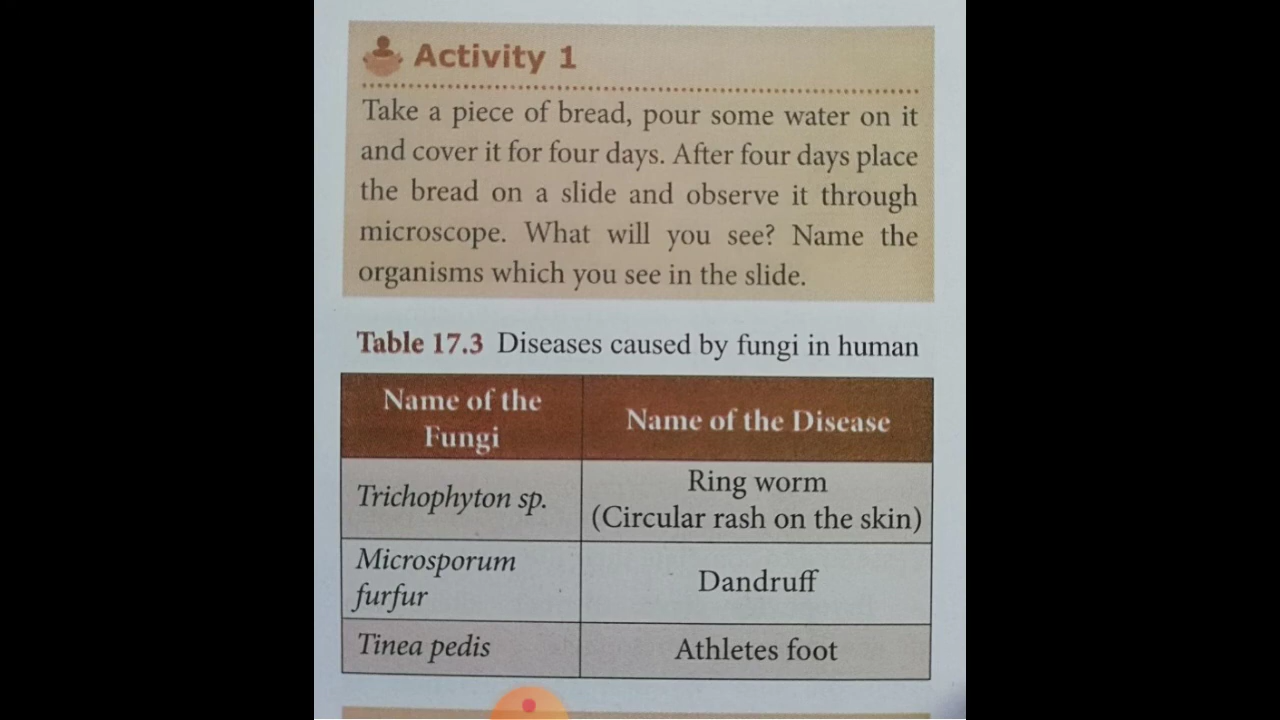 Activity 1
Take a piece of bread, pour some water on it
and cover it for four days. After four days place
the bread on a slide and observe it through
microscope. What will you see? Name the
organisms which you see in the slide.
Table 17.3 Diseases caused by fungi in human
Name of the
Fungi
Name of the Disease
Trichophyton sp.
Ring worm
(Circular rash on the skin)
Microsporum
furfur
Dandruff
Tinea pedis
Athletes foot